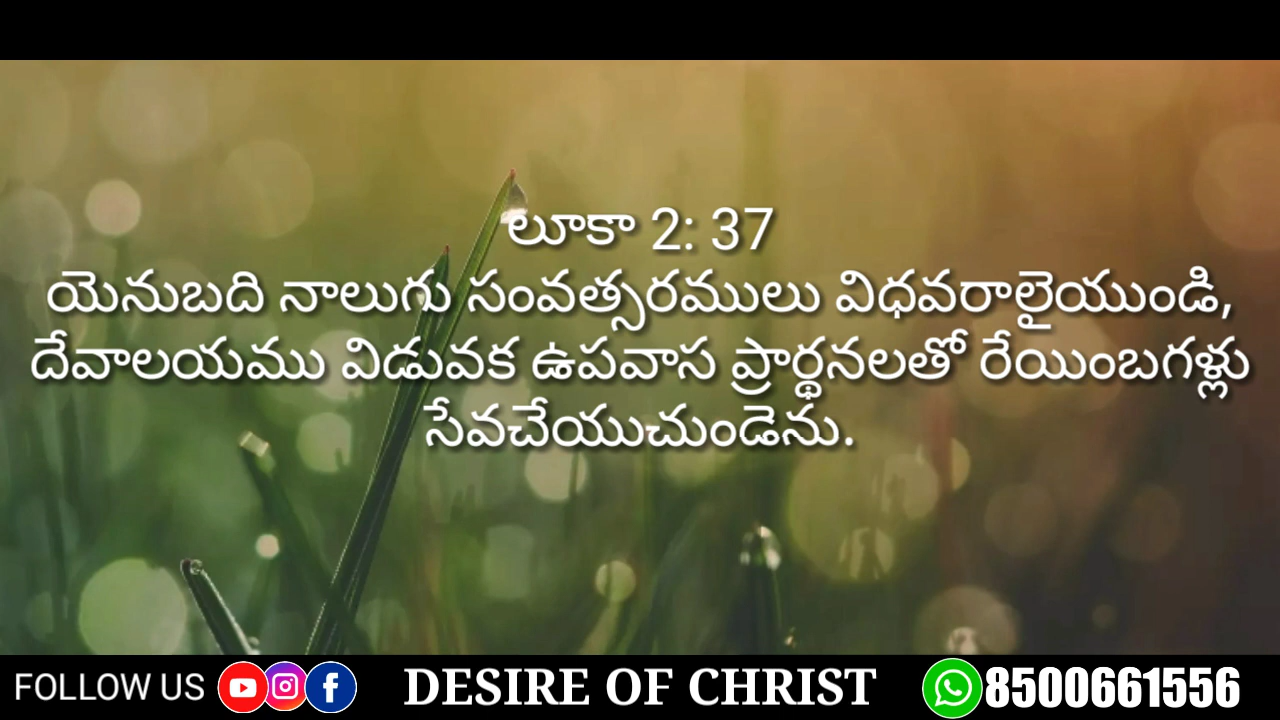 లూకా 2: 37
యెనుబది నాలుగు సంవత్సరములు విధవరాలైయుండి,
దేవాలయము విడువక ఉపవాస ప్రార్థనలతో రేయింబగళ్లు
సేవచేయుచుండెను.
FOLLOW US DESIRE OF CHRIST 8500661556